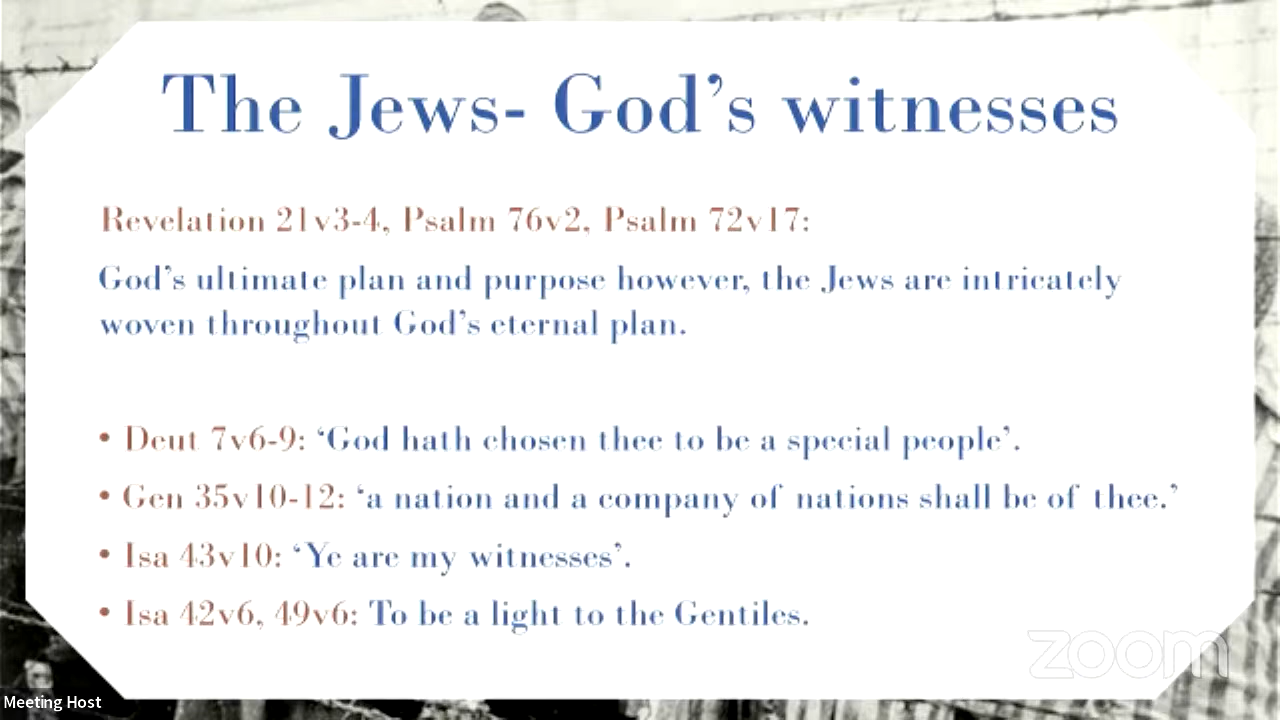 The Jews- God’s witnesses
Revelation 21v3-4, Psalm 76v2, Psalm 72v17:
God’s ultimate plan and purpose however, the Jews are intricately
woven throughout God’s eternal plan.
• Deut 7v6-9: ‘God hath chosen thee to be a special people’.
• Gen 35v10-12: ‘a nation and a company of nations shall be of thee.’
• Isa 43v10: ‘Ye are my witnesses’.
• Isa 42v6, 49v6: To be a light to the Gentiles.
zoom
Meeting Host